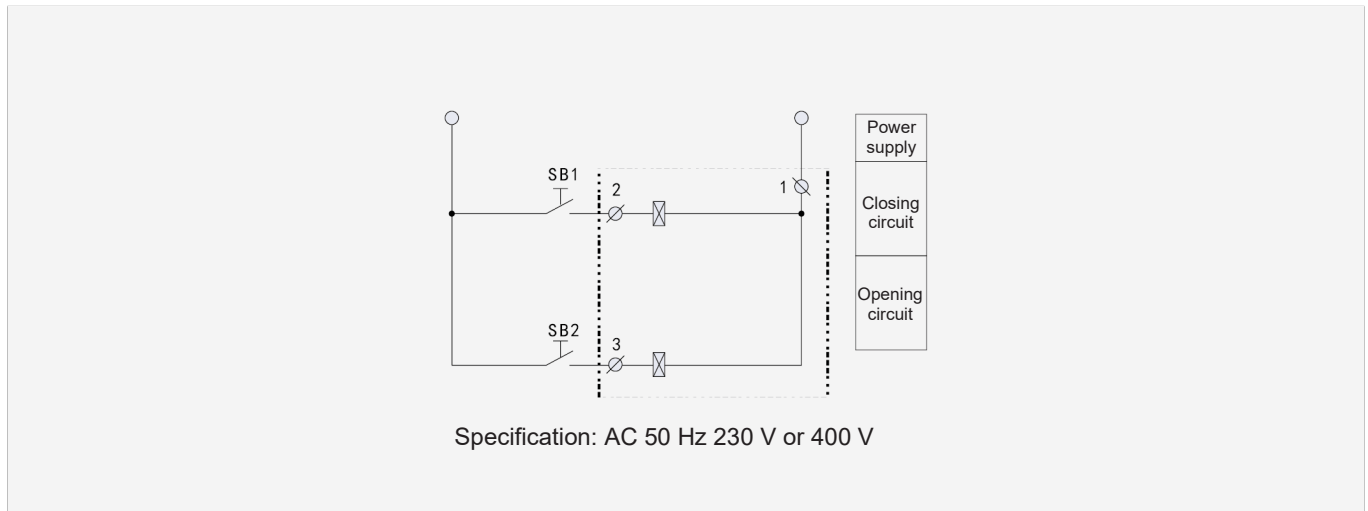 Power
supply
SB1
2
1
Closing
circuit
Opening
circuit
SB2
3
Specification: AC 50 Hz 230 V or 400 V